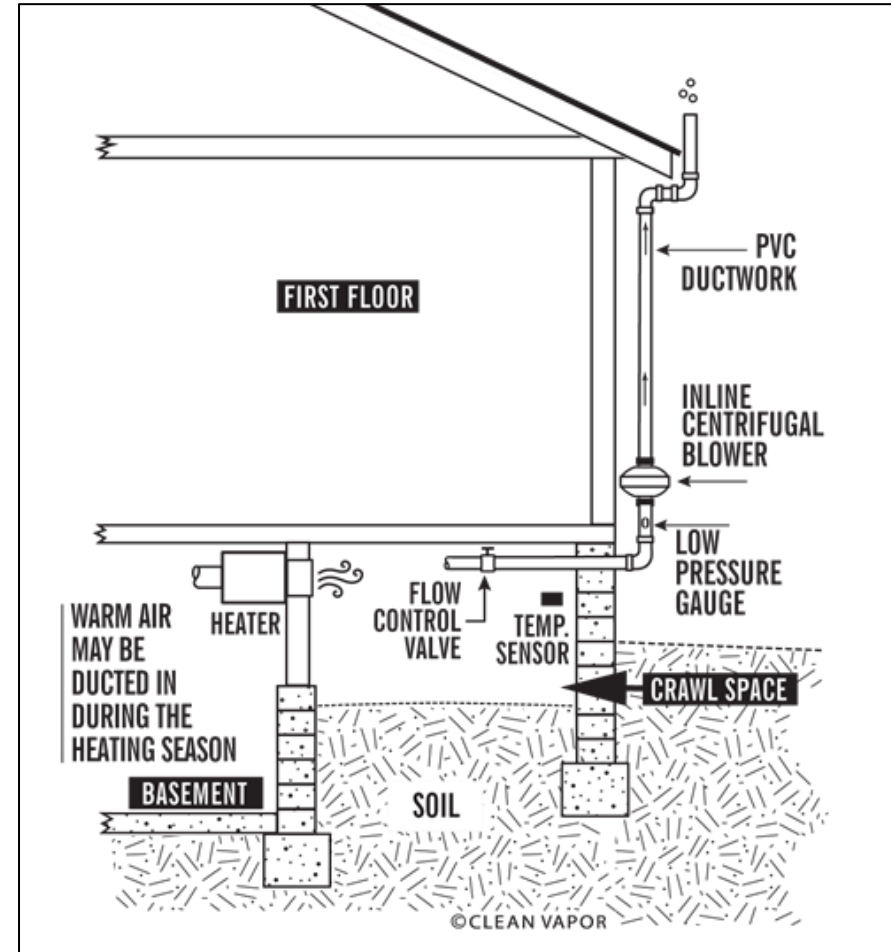 FIRST FLOOR
PVC
DUCTWORK
INLINE
CENTRIFUGAL
BLOWER
LOW
PRESSURE
GAUGE
FLOW
CONTROL
VALVE
TEMP.
SENSOR
HEATER
WARM AIR
MAY BE
DUCTED IN
DURING THE
HEATING SEASON
CRAWL SPACE
BASEMENT
SOIL
©CLEAN VAPOR